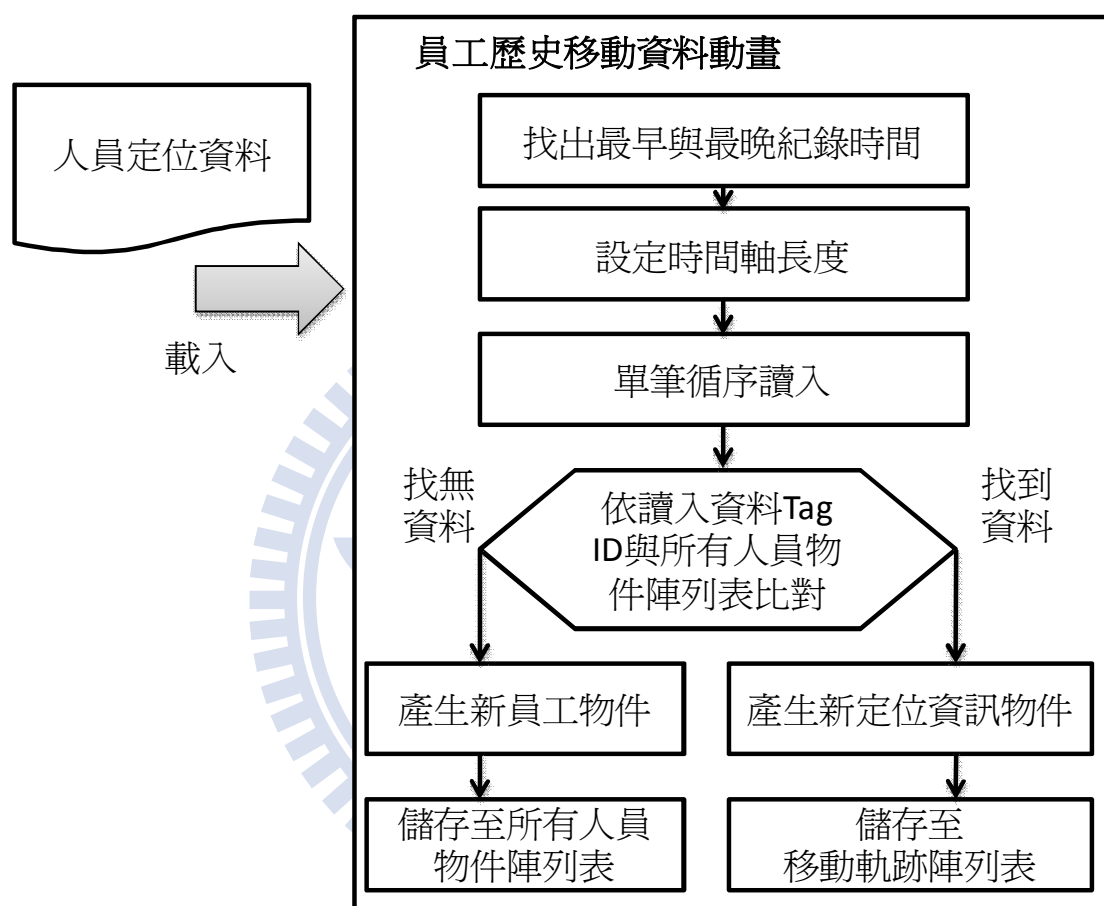 員工歷史移動資料動畫
人員定位資料
載入
找出最早與最晚紀錄時間
設定時間軸長度
單筆循序讀入
找無
資料
依讀入資料Tag
ID與所有人員物
件陣列表比對
找到
資料
產生新員工物件
產生新定位資訊物件
儲存至所有人員
物件陣列表
儲存至
移動軌跡陣列表